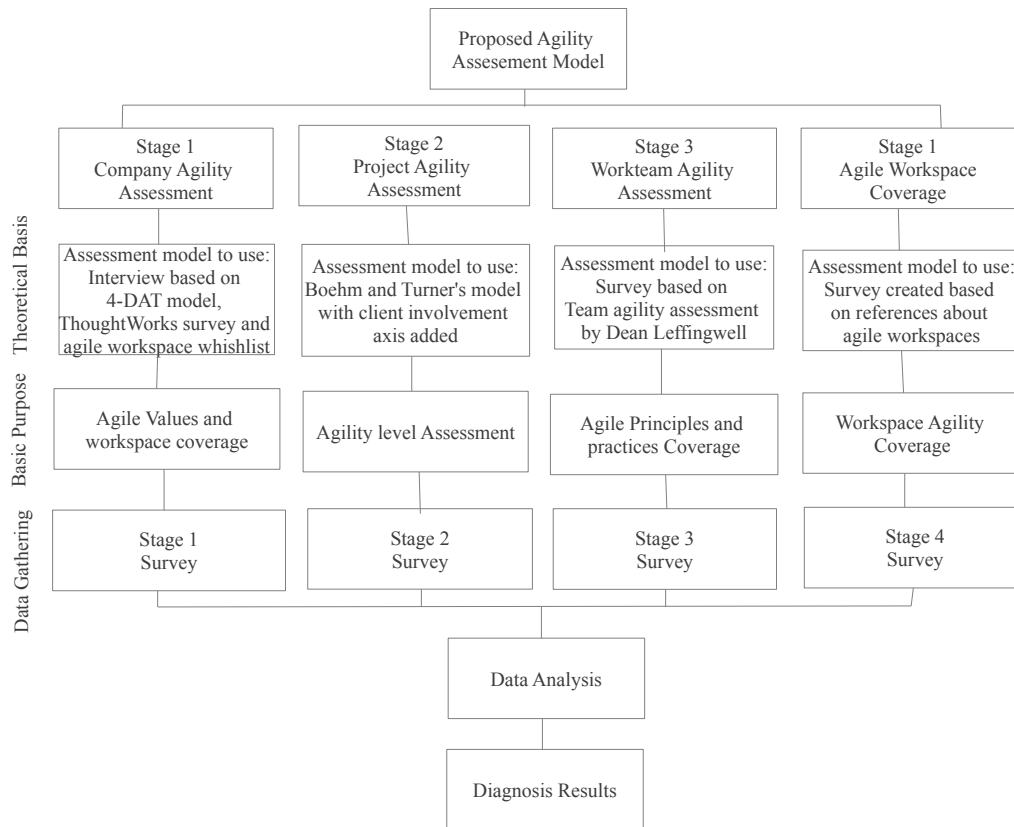 Proposed Agility
Assesement Model
Stage 1
Company Agility
Assessment
Stage 2
Project Agility
Assessment
Stage 3
Workteam Agility
Assessment
Stage 1
Agile Workspace
Coverage
Theoretical Basis
Assessment model to use:
Interview based on
4-DAT model,
ThoughtWorks survey and
agile workspace whishlist
Assessment model to use:
Boehm and Turner's model
with client involvement
axis added
Assessment model to use:
Survey based on
Team agility assessment
by Dean Leffingwell
Assessment model to use:
Survey created based
on references about
agile workspaces
Basic Purpose
Agile Values and
workspace coverage
Agility level Assessment
Agile Principles and
practices Coverage
Workspace Agility
Coverage
Data Gathering
Stage 1
Survey
Stage 2
Survey
Stage 3
Survey
Stage 4
Survey
Data Analysis
Diagnosis Results